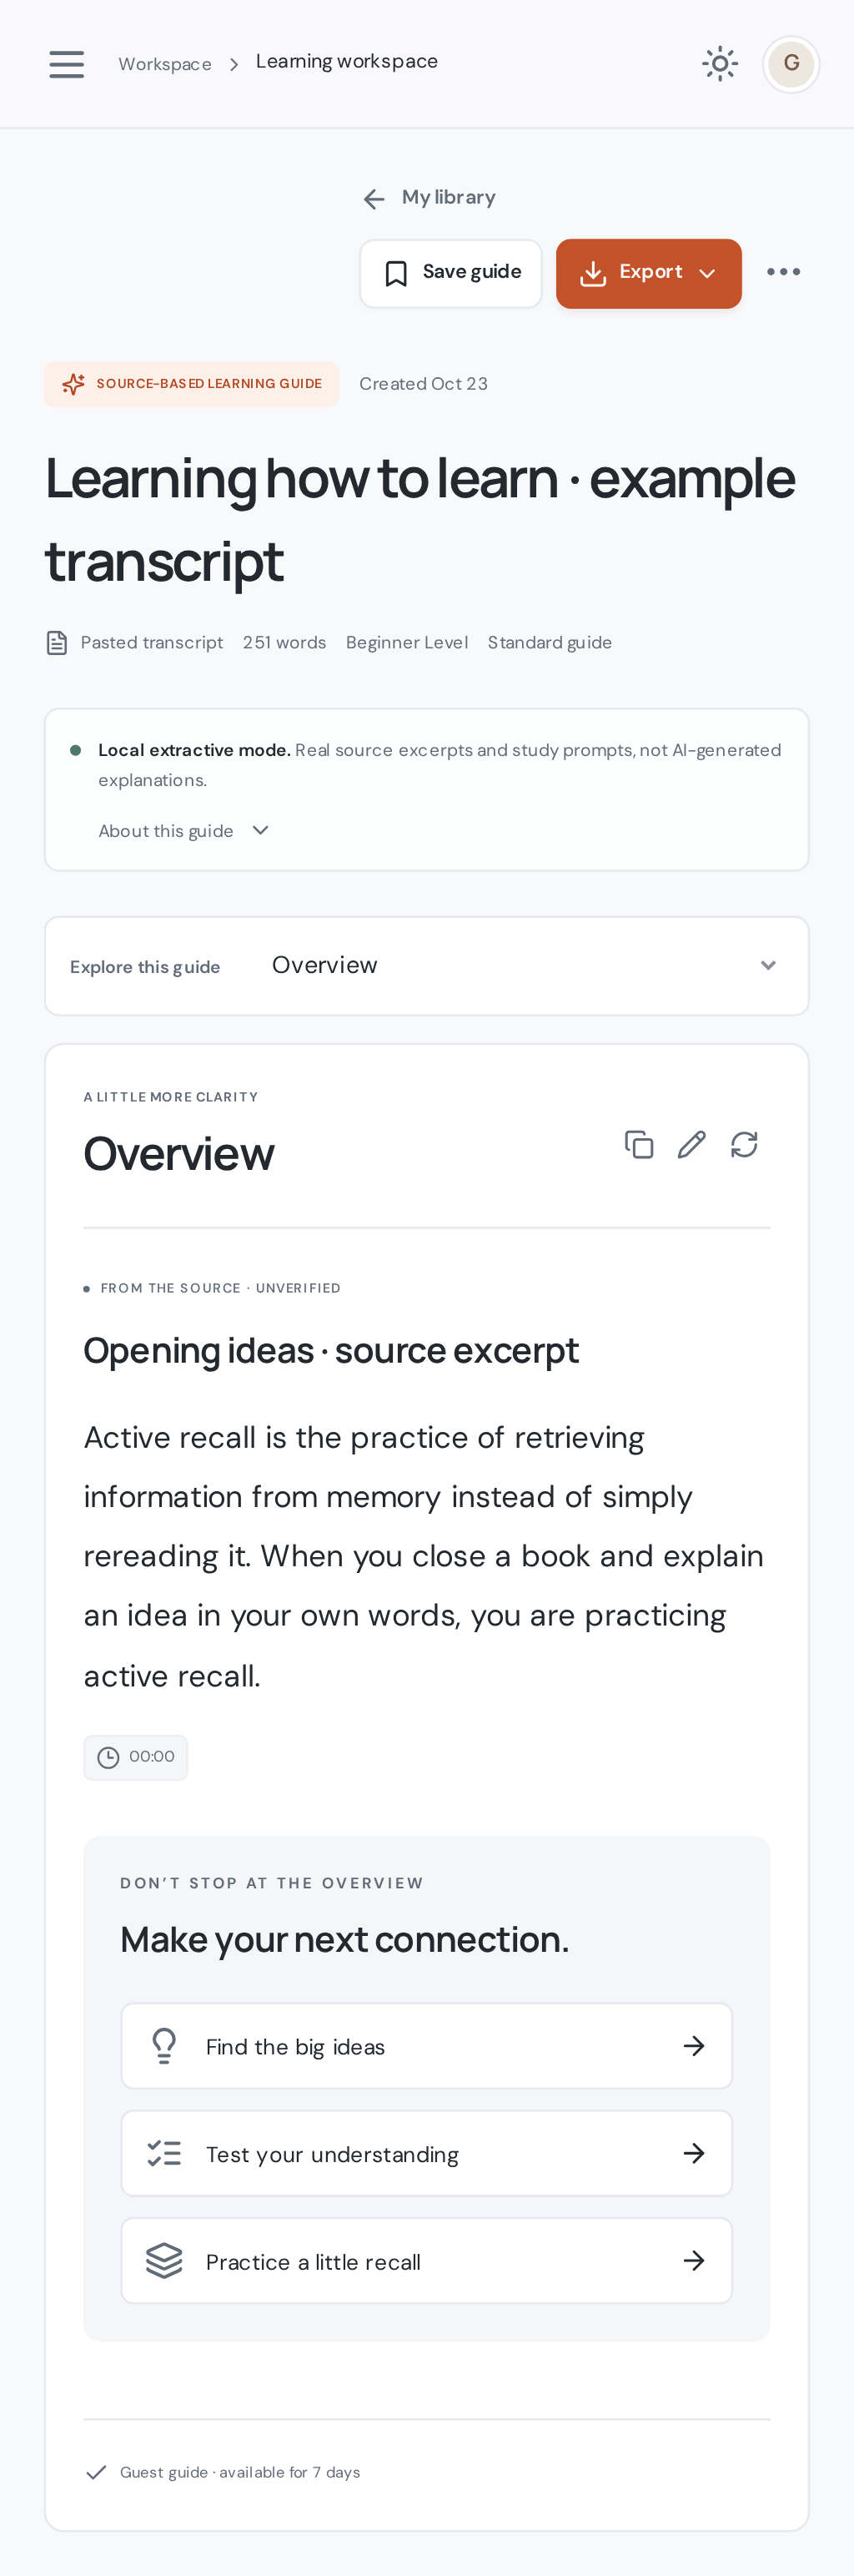 Workspace
Learning workspace
G
My library
Save guide
Export
SOURCE-BASED LEARNING GUIDE
Created Oct 23
Learning how to learn · example
transcript
Pasted transcript 251 words Beginner Level Standard guide
Local extractive mode. Real source excerpts and study prompts, not AI-generated
explanations.
About this guide
Explore this guide
Overview
A LITTLE MORE CLARITY
Overview
FROM THE SOURCE · UNVERIFIED
Opening ideas · source excerpt
Active recall is the practice of retrieving
information from memory instead of simply
rereading it. When you close a book and explain
an idea in your own words, you are practicing
active recall.
00:00
DON’T STOP AT THE OVERVIEW
Make your next connection.
Find the big ideas
Test your understanding
Practice a little recall
Guest guide · available for 7 days